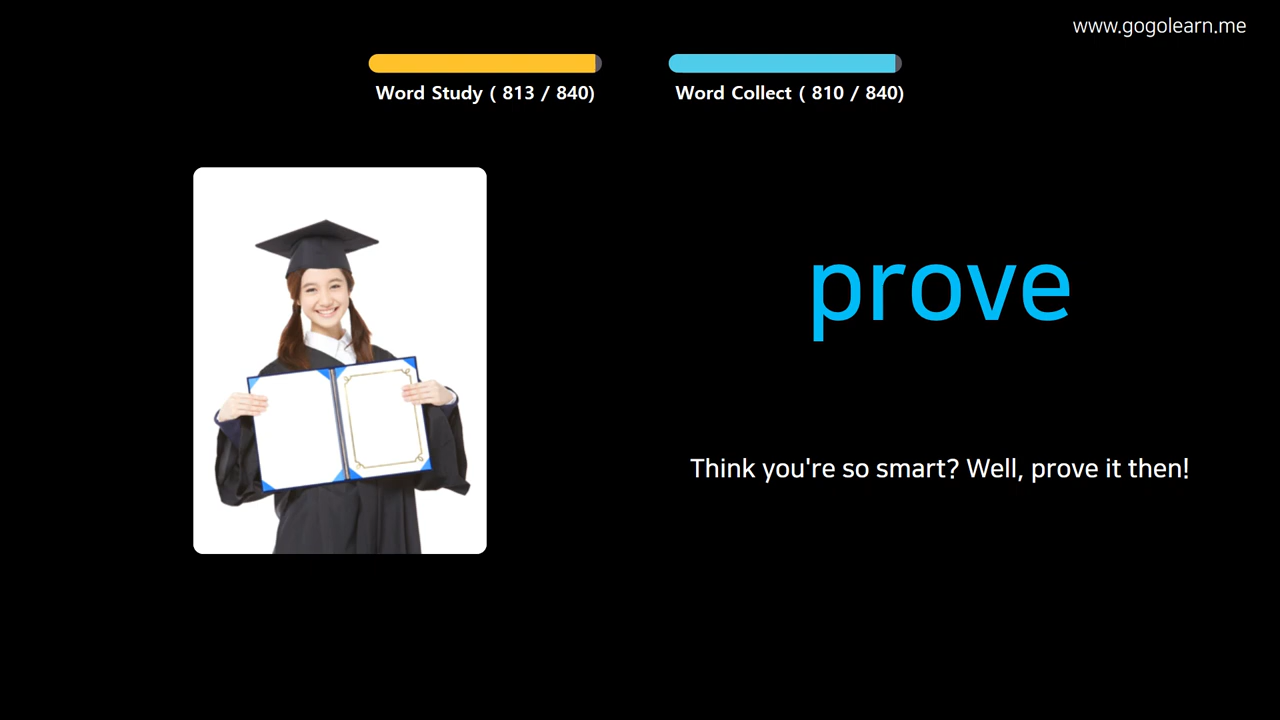 www.gogolearn.me
Word Study ( 813 / 840)
Word Collect ( 810 / 840)
prove
Think you're so smart? Well, prove it then!